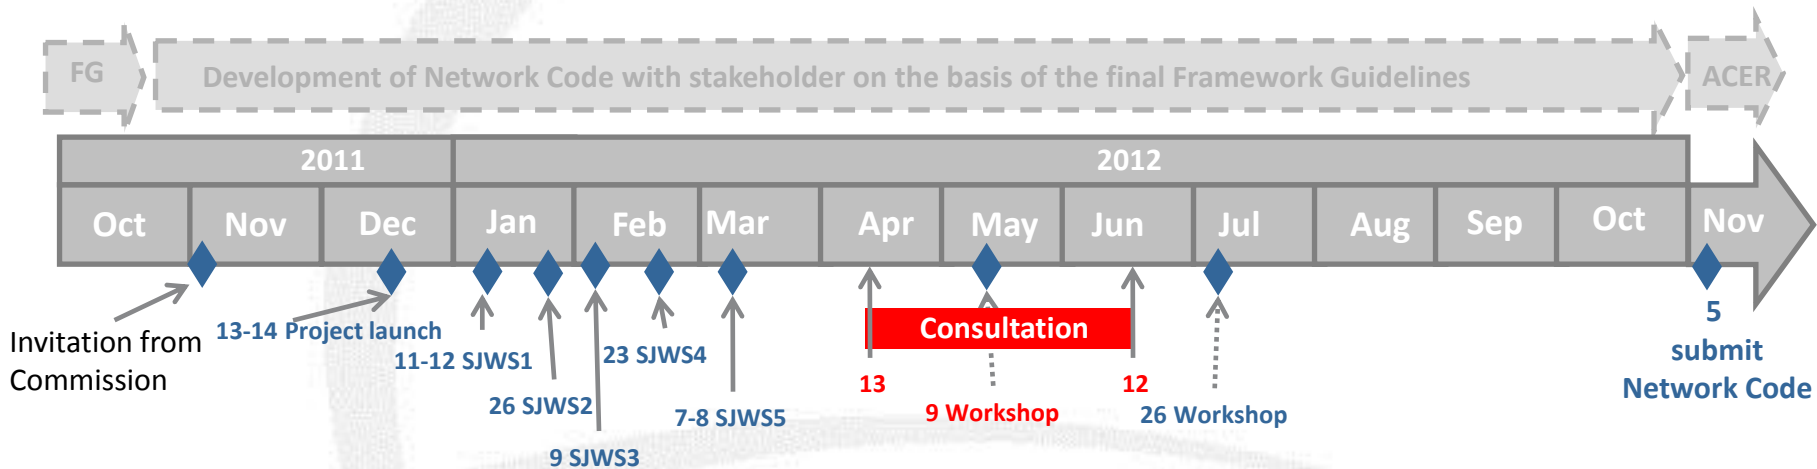 FG
Development of Network Code with stakeholder on the basis of the final Framework Guidelines
ACER
2011
2012
Oct
Nov
Dec
Jan
Feb
Mar
Apr
May
Jun
Jul
Aug
Sep
Oct
Nov
Invitation from
Commission
13-14 Project launch
11-12 SJWS1
26 SJWS2
9 SJWS3
23 SJWS4
7-8 SJWS5
Consultation
13
12
9 Workshop
26 Workshop
5
submit
Network Code